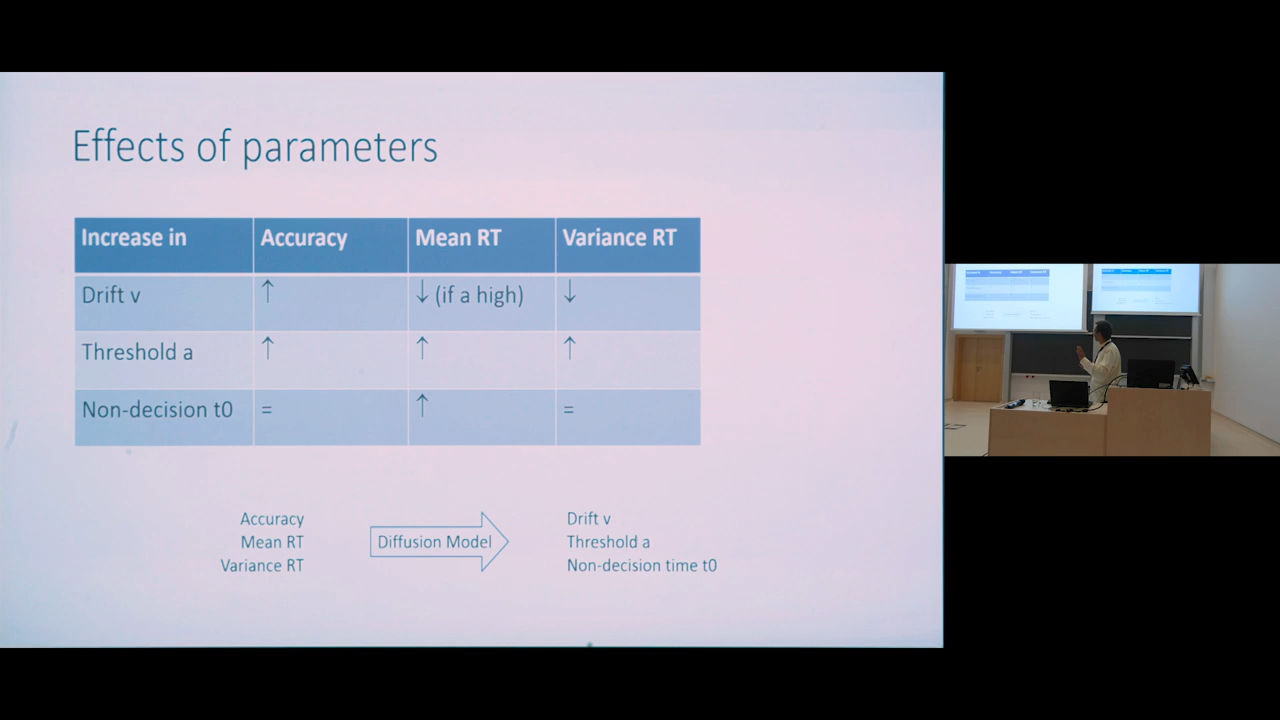 Effects of parameters
Increase in Accuracy Mean RT Variance RT
Drift v ↑ ↓ (if a high) ↓
Threshold a ↑ ↑ ↑
Non-decision t0 = ↑ =
Accuracy
Mean RT
Variance RT
Diffusion Model
Drift v
Threshold a
Non-decision time t0